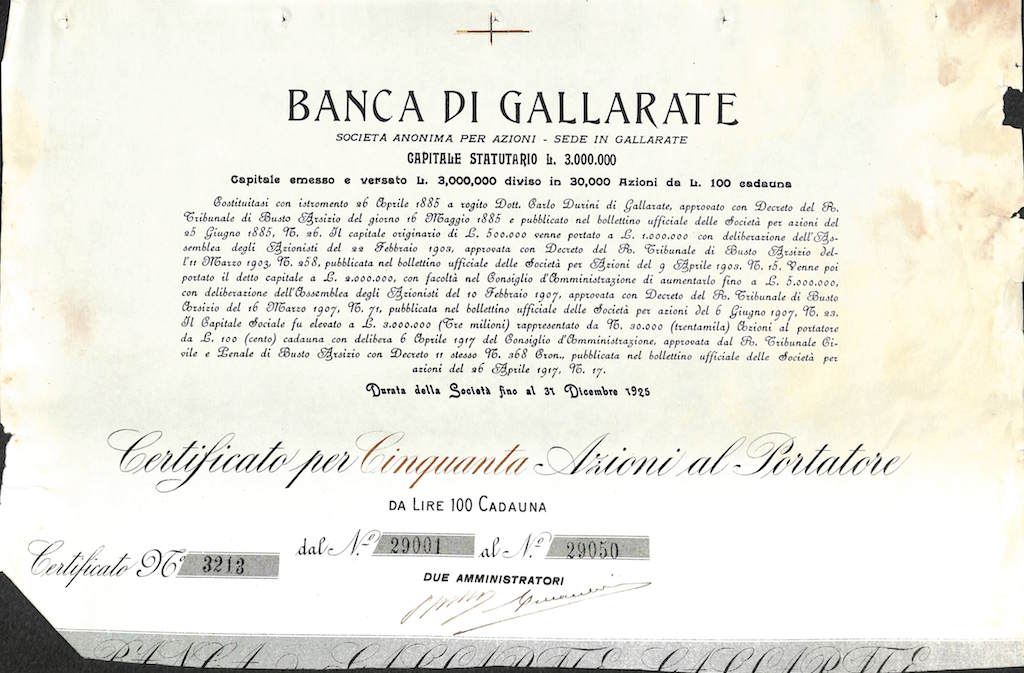 BANCA DI GALLARATE
SOCIETÀ ANONIMA PER AZIONI - SEDE IN GALLARATE
CAPITALE STATUTARIO L. 3.000.000
Capitale emesso e versato L. 3,000,000 diviso in 30,000 Azioni da L. 100 cadauna
Costituitasi con istromento 26 Aprile 1885 a rogito Dott. Carlo Durini di Gallarate, approvato con Decreto del R.
Tribunale di Busto Arsizio del giorno 16 Maggio 1885 e pubblicato nel bollettino ufficiale delle Società per azioni del
25 Giugno 1885, N. 26. Il capitale originario di L. 500.000 venne portato a L. 1.000.000 con deliberazione dell'As-
semblea degli Azionisti del 22 Febbraio 1903, approvata con Decreto del R. Tribunale di Busto Arsizio del-
l'11 Marzo 1903, N. 258, pubblicata nel bollettino ufficiale delle Società per Azioni del 9 Aprile 1903. N. 15. Venne poi
portato il detto capitale a L. 2.000.000, con facoltà nel Consiglio d'Amministrazione di aumentarlo fino a L. 5.000.000,
con deliberazione dell'Assemblea degli Azionisti del 10 Febbraio 1907, approvata con Decreto del R. Tribunale di Busto
Arsizio del 16 Marzo 1907, N. 71, pubblicata nel bollettino ufficiale delle Società per azioni del 6 Giugno 1907, N. 23.
Il Capitale Sociale fu elevato a L. 3.000.000 (Tre milioni) rappresentato da N. 30.000 (trentamila) Azioni al portatore
da L. 100 (cento) cadauna con delibera 6 Aprile 1917 del Consiglio d'Amministrazione, approvata dal R. Tribunale Ci-
vile e Penale di Busto Arsizio con Decreto 11 stesso N. 368 Cron., pubblicata nel bollettino ufficiale delle Società per
azioni del 26 Aprile 1917, N. 17.
Durata della Società fino al 31 Dicembre 1925
Certificato per Cinquanta Azioni al Portatore
DA LIRE 100 CADAUNA
Certificato N.º 3213 dal N.º 29001 al N.º 29050
DUE AMMINISTRATORI